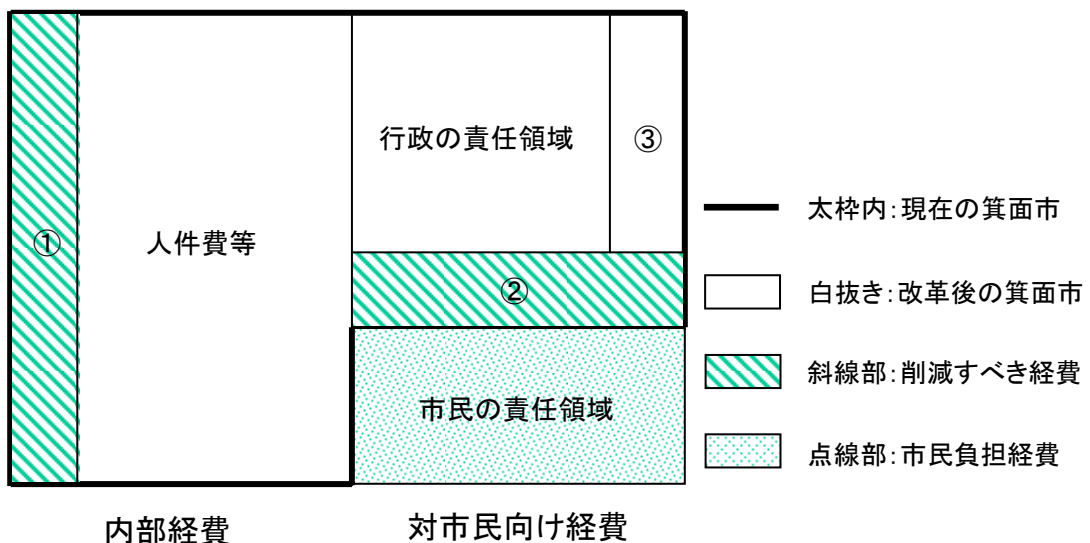 行政の責任領域
③
①
人件費等
②
市民の責任領域
内部経費
対市民向け経費
太枠内:現在の箕面市
白抜き:改革後の箕面市
斜線部:削減すべき経費
点線部:市民負担経費